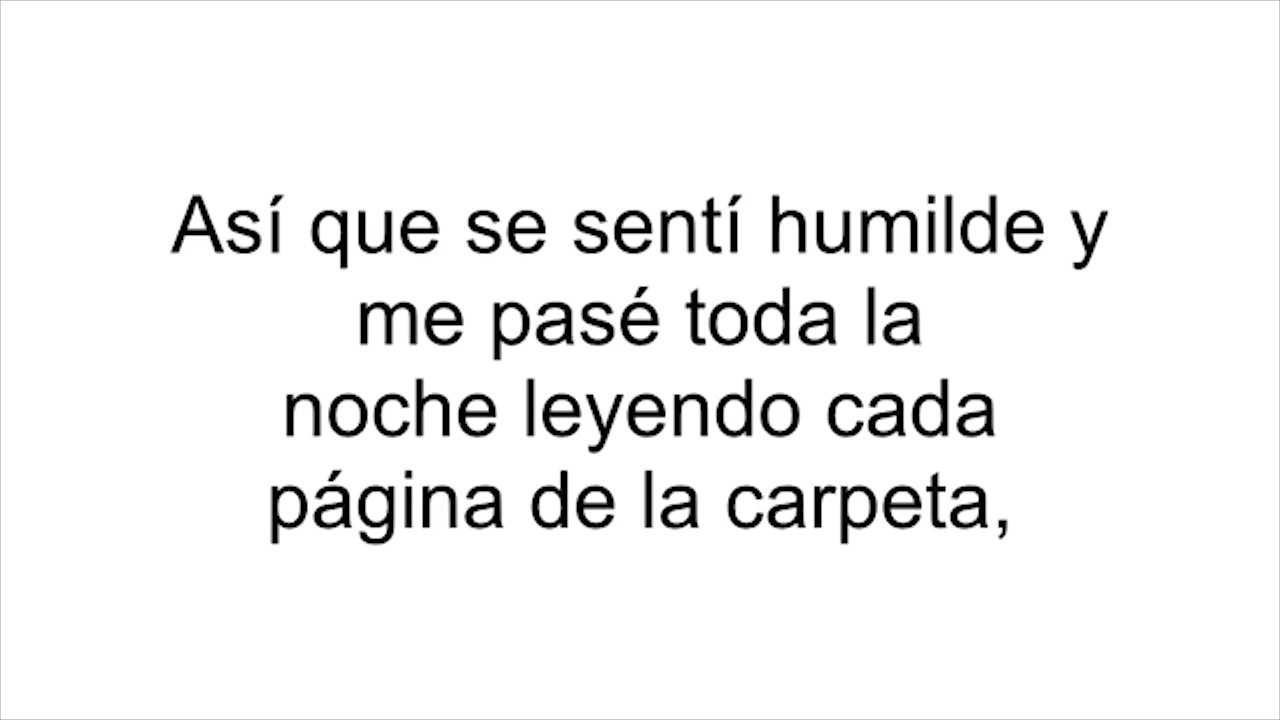 Así que se sentí humilde y
me pasé toda la
noche leyendo cada
página de la carpeta,